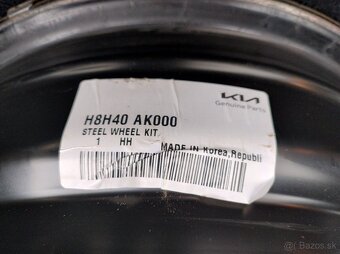 KIA
Genuine Parts
H8H40 AK000
STEEL WHEEL KIT
1 HH
MADE IN Korea,Republi
bazos.sk